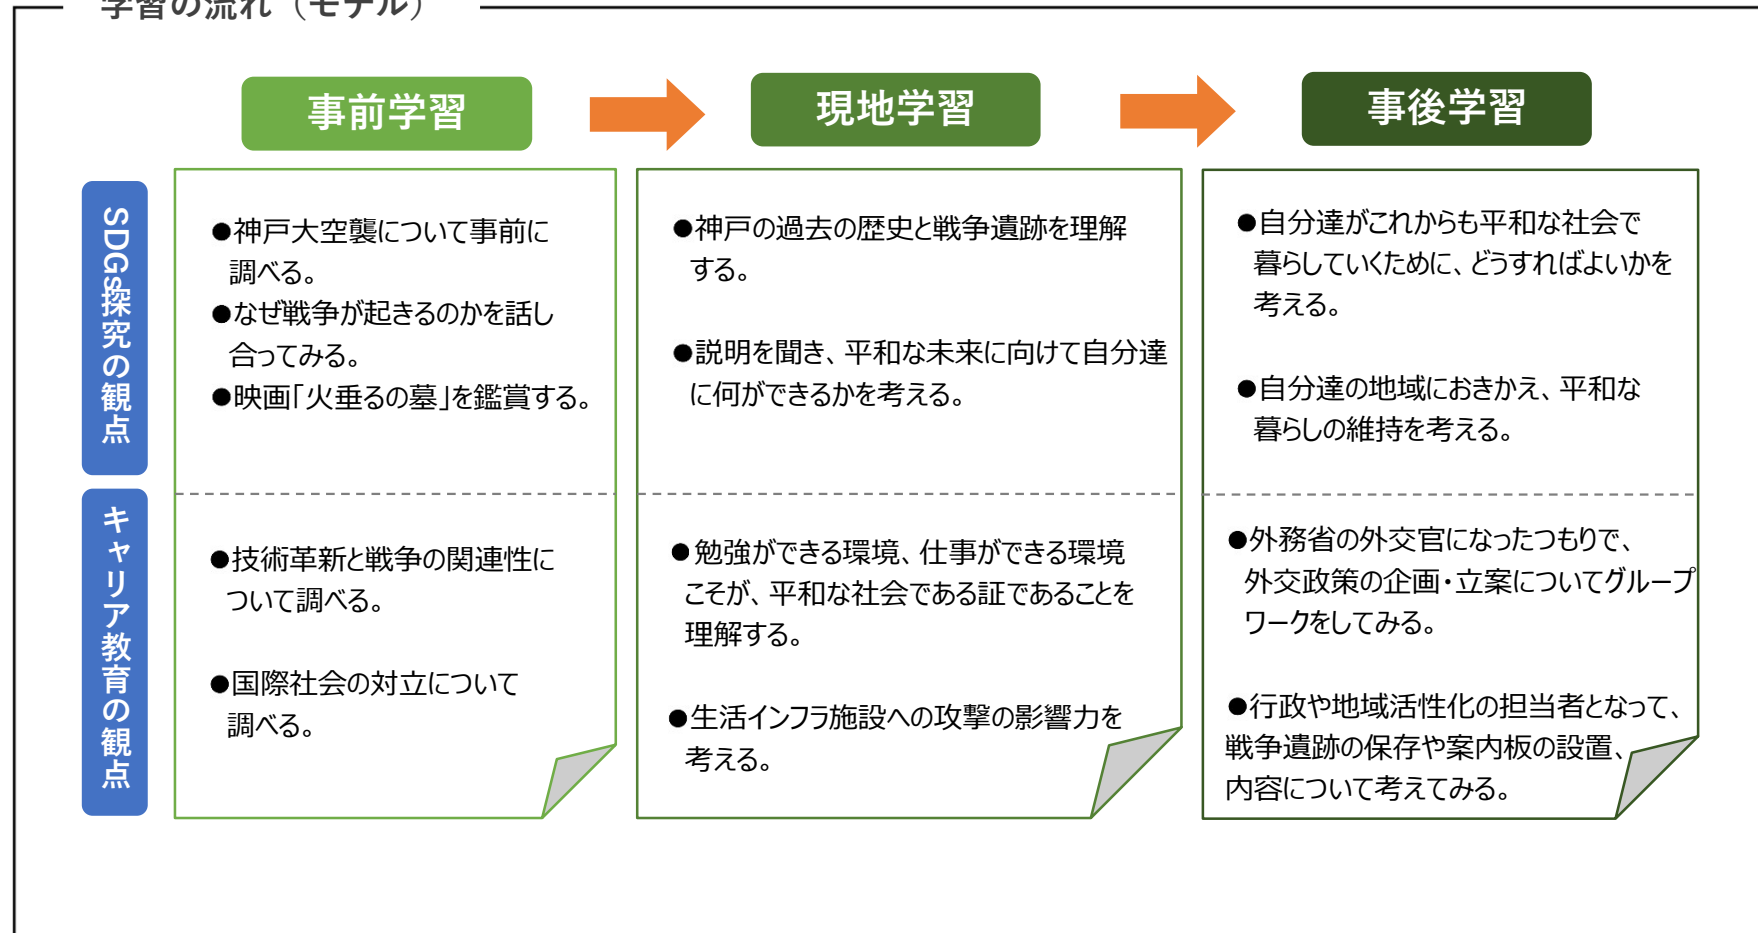 学習の流れ（モデル）
事前学習
現地学習
事後学習
SDGs探究の観点
●神戸大空襲について事前に
調べる。
●なぜ戦争が起きるのかを話し
合ってみる。
●映画「火垂るの墓」を鑑賞する。
●神戸の過去の歴史と戦争遺跡を理解
する。
●説明を聞き、平和な未来に向けて自分達
に何ができるかを考える。
●自分達がこれからも平和な社会で
暮らしていくために、どうすればよいかを
考える。
●自分達の地域におきかえ、平和な
暮らしの維持を考える。
キャリア教育の観点
●技術革新と戦争の関連性に
ついて調べる。
●国際社会の対立について
調べる。
●勉強ができる環境、仕事ができる環境
こそが、平和な社会である証であることを
理解する。
●生活インフラ施設への攻撃の影響力を
考える。
●外務省の外交官になったつもりで、
外交政策の企画・立案についてグループ
ワークをしてみる。
●行政や地域活性化の担当者となって、
戦争遺跡の保存や案内板の設置、
内容について考えてみる。